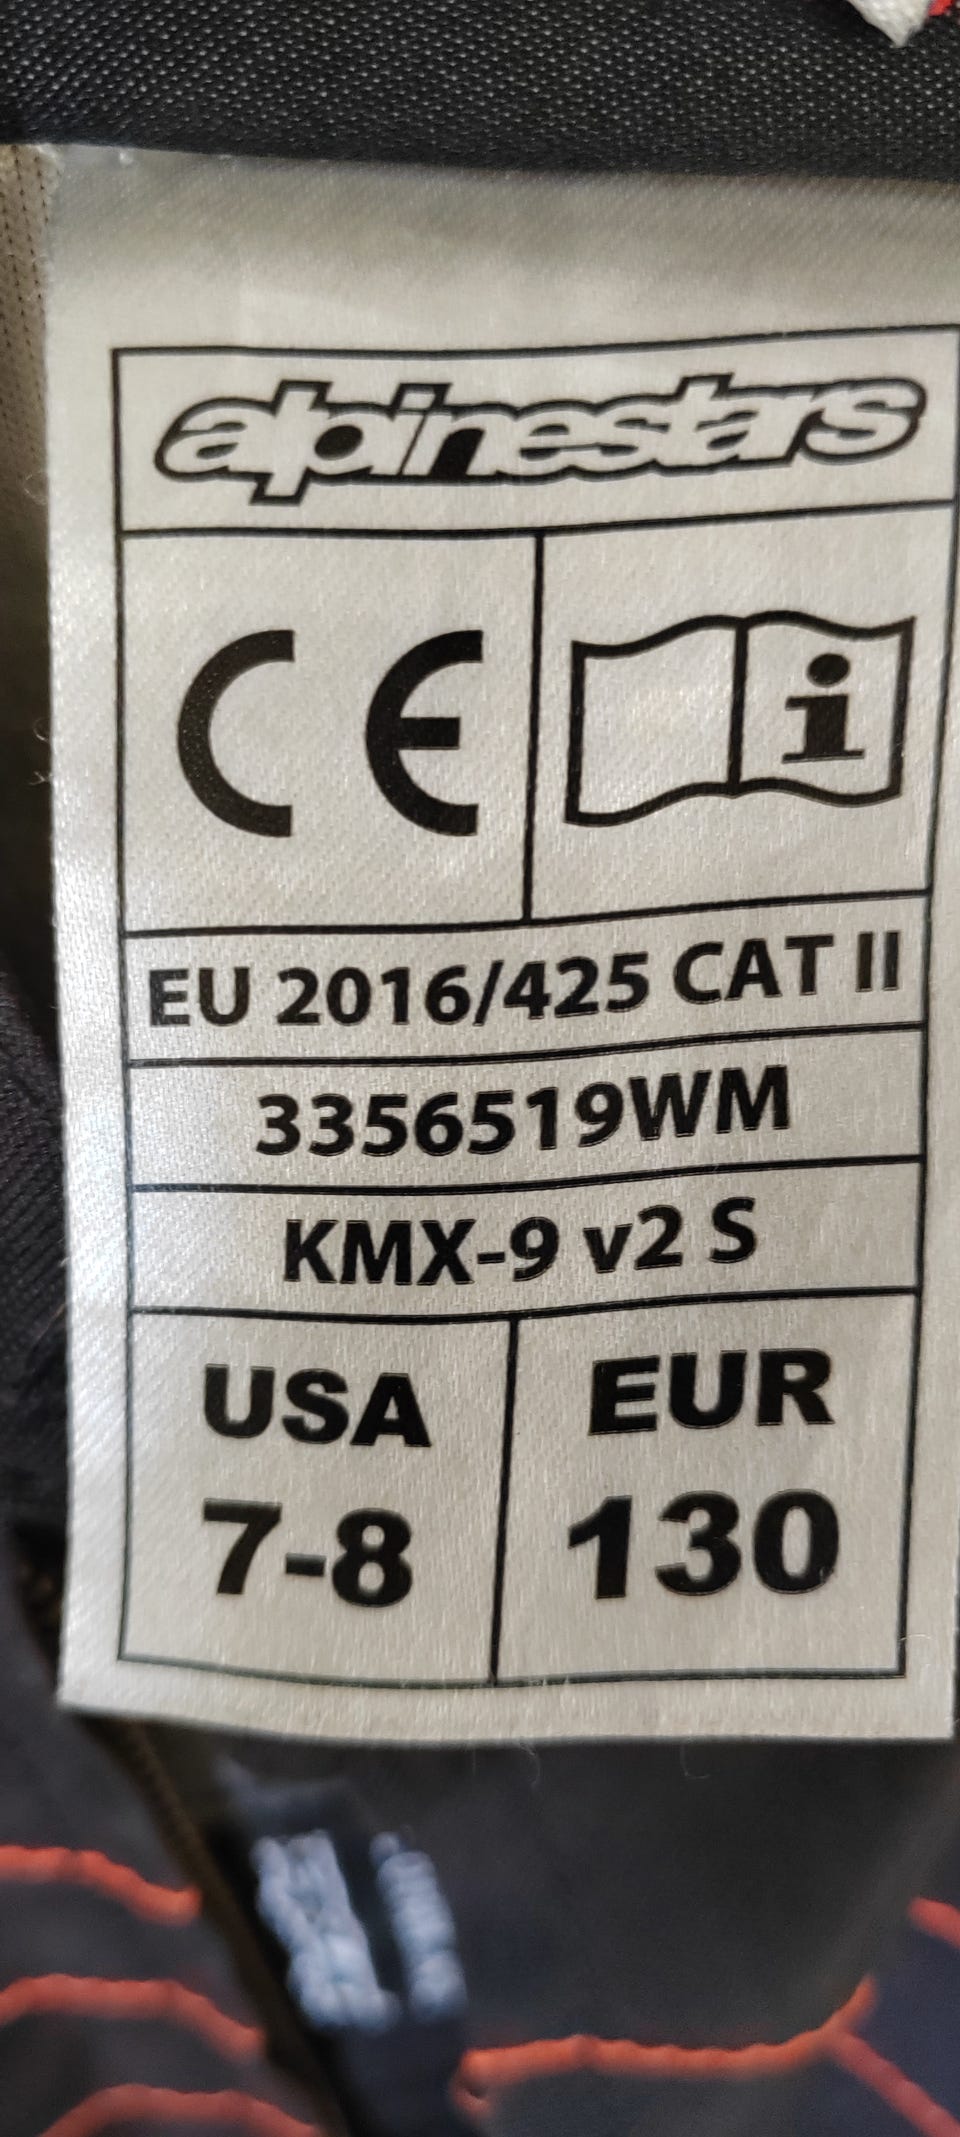 alpinestars
CE
i
EU 2016/425 CAT II
3356519WM
KMX-9 v2 S
USA EUR
7-8 130